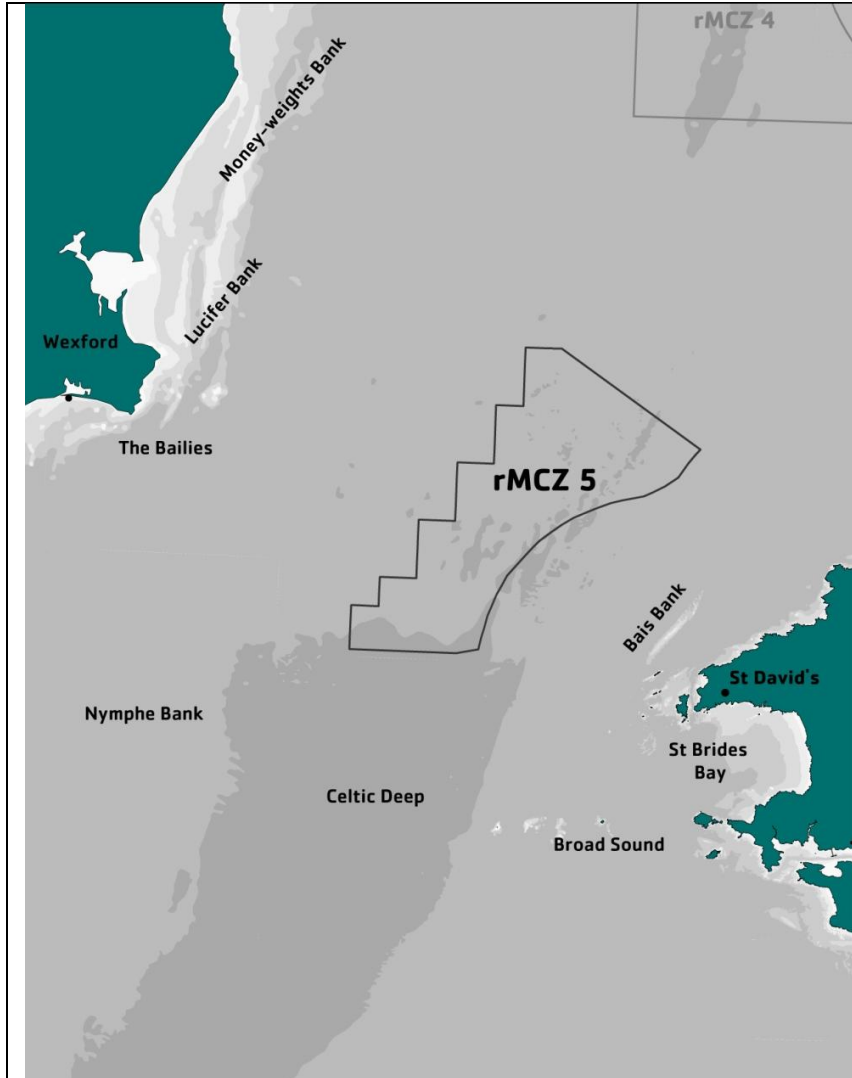 rMCZ 4
Money-weights Bank
Lucifer Bank
Wexford
The Bailies
rMCZ 5
Bais Bank
St David's
Nymphe Bank
St Brides
Bay
Celtic Deep
Broad Sound